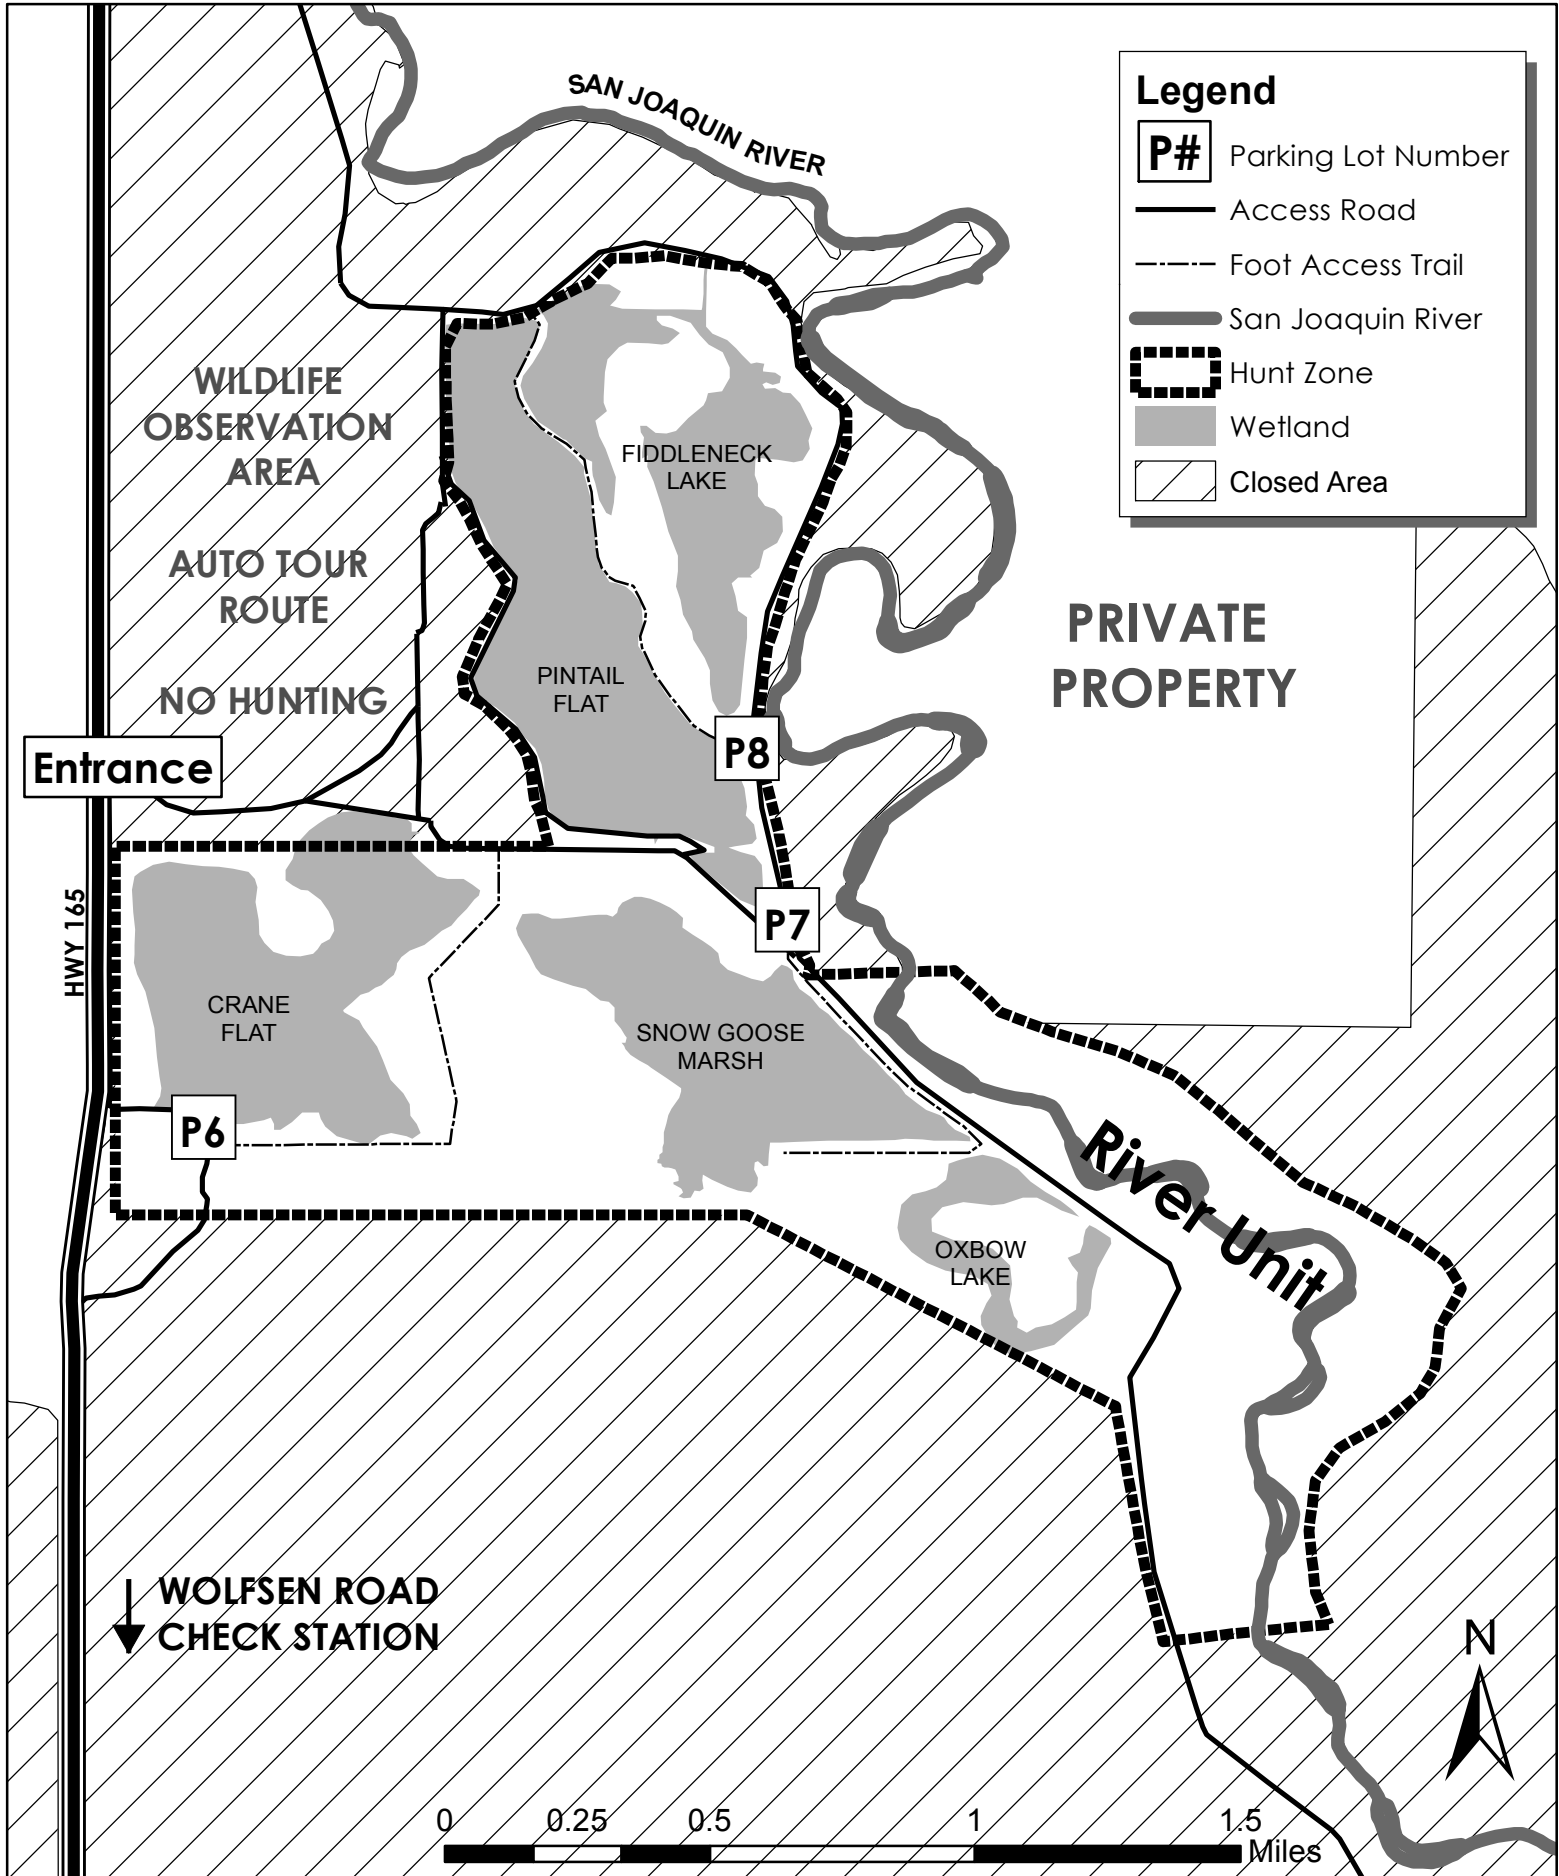 SAN JOAQUIN RIVER
Legend
P# Parking Lot Number
Access Road
Foot Access Trail
San Joaquin River
Hunt Zone
Wetland
Closed Area
WILDLIFE
OBSERVATION
AREA
AUTO TOUR
ROUTE
NO HUNTING
FIDDLENECK
LAKE
PRIVATE
PROPERTY
PINTAIL
FLAT
P8
Entrance
P7
HWY 165
CRANE
FLAT
SNOW GOOSE
MARSH
P6
River Unit
OXBOW
LAKE
WOLFSEN ROAD
CHECK STATION
N
0 0.25 0.5 1 1.5
Miles